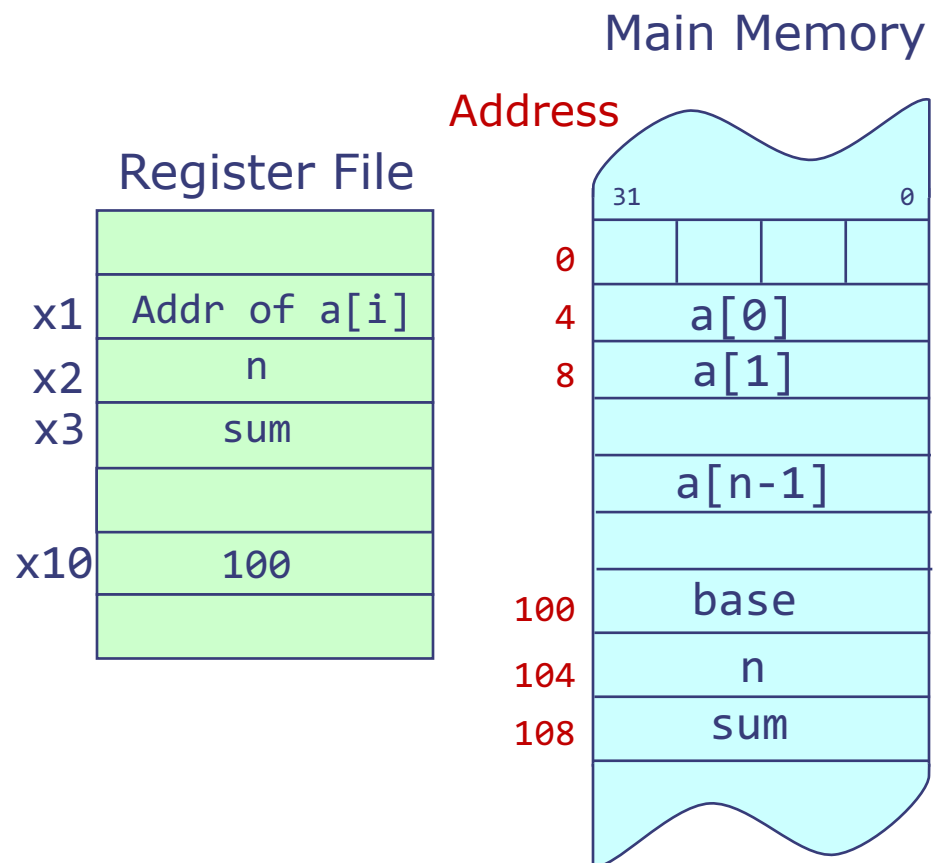 Main Memory
Address
Register File
31 0
0
x1 Addr of a[i]
4 a[0]
x2 n
8 a[1]
x3 sum
a[n-1]
x10 100
100 base
104 n
108 sum